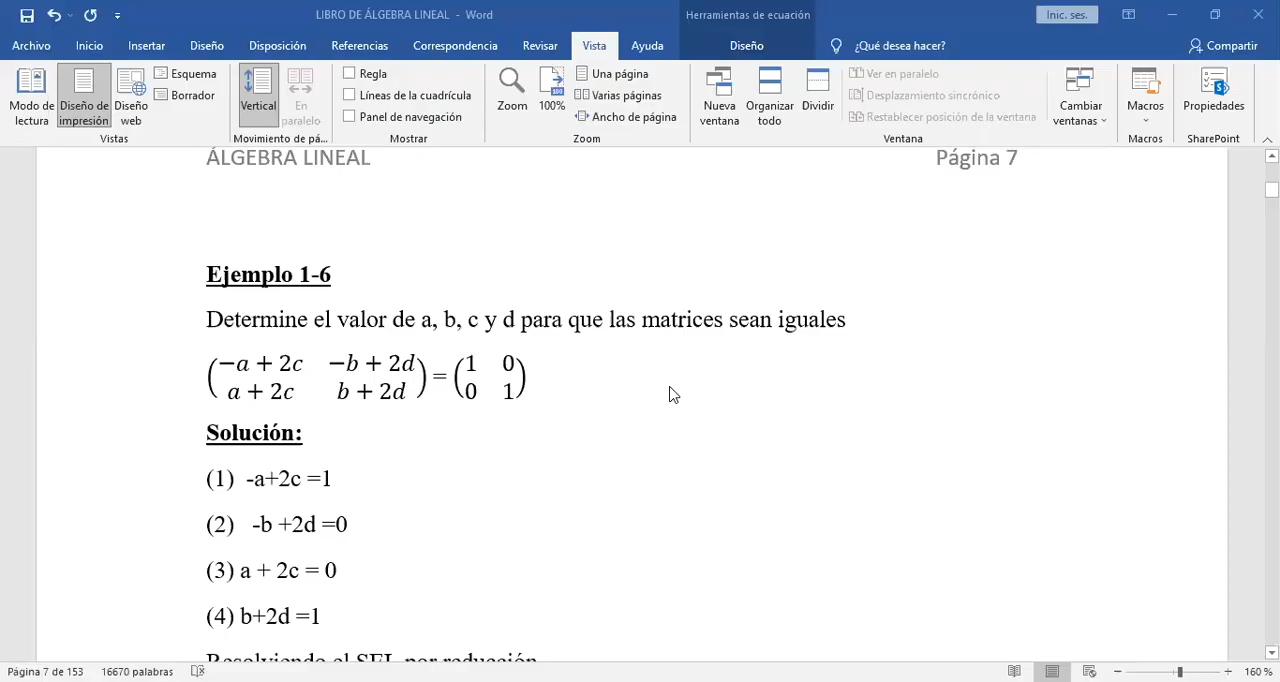 LIBRO DE ÁLGEBRA LINEAL - Word
Herramientas de ecuación
Inic. ses.
Archivo Inicio Insertar Diseño Disposición Referencias Correspondencia Revisar Vista Ayuda Diseño ¿Qué desea hacer? Compartir
Modo de lectura
Diseño de impresión
Diseño web
Esquema
Borrador
Vistas
Vertical
En paralelo
Movimiento de pá...
Regla
Líneas de la cuadrícula
Panel de navegación
Mostrar
Zoom
100%
Una página
Varias páginas
Ancho de página
Zoom
Nueva ventana
Organizar todo
Dividir
Ver en paralelo
Desplazamiento sincrónico
Restablecer posición de la ventana
Cambiar ventanas
Ventana
Macros
Macros
Propiedades
SharePoint
ÁLGEBRA LINEAL Página 7
Ejemplo 1-6
Determine el valor de a, b, c y d para que las matrices sean iguales
(−a + 2c −b + 2d) = (1 0)
(a + 2c b + 2d) (0 1)
Solución:
(1) -a+2c =1
(2) -b +2d =0
(3) a + 2c = 0
(4) b+2d =1
Resolviendo el SEL por reducción
Página 7 de 153 16670 palabras 160 %